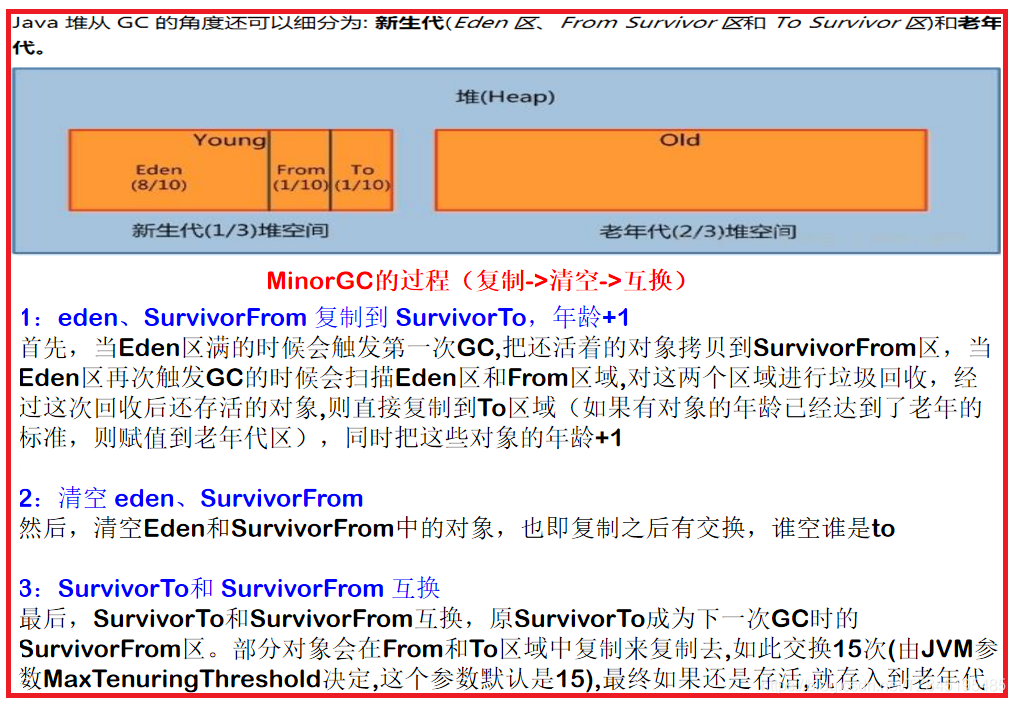 Java 堆从 GC 的角度还可以细分为: 新生代(Eden 区、 From Survivor 区和 To Survivor 区)和老年
代。
堆(Heap)
Young
Old
Eden
(8/10)
From
(1/10)
To
(1/10)
新生代(1/3)堆空间
老年代(2/3)堆空间
MinorGC的过程（复制->清空->互换）
1：eden、SurvivorFrom 复制到 SurvivorTo，年龄+1
首先，当Eden区满的时候会触发第一次GC,把还活着的对象拷贝到SurvivorFrom区，当
Eden区再次触发GC的时候会扫描Eden区和From区域,对这两个区域进行垃圾回收，经
过这次回收后还存活的对象,则直接复制到To区域（如果有对象的年龄已经达到了老年的
标准，则赋值到老年代区），同时把这些对象的年龄+1
2：清空 eden、SurvivorFrom
然后，清空Eden和SurvivorFrom中的对象，也即复制之后有交换，谁空谁是to
3：SurvivorTo和 SurvivorFrom 互换
最后，SurvivorTo和SurvivorFrom互换，原SurvivorTo成为下一次GC时的
SurvivorFrom区。部分对象会在From和To区域中复制来复制去,如此交换15次(由JVM参
数MaxTenuringThreshold决定,这个参数默认是15),最终如果还是存活,就存入到老年代